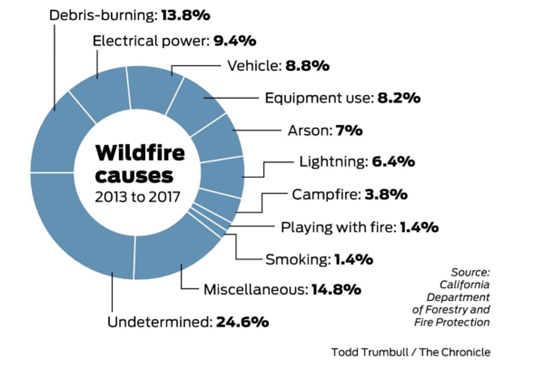 Debris-burning: 13.8%
Electrical power: 9.4%
Vehicle: 8.8%
Equipment use: 8.2%
Arson: 7%
Lightning: 6.4%
Campfire: 3.8%
Playing with fire: 1.4%
Smoking: 1.4%
Miscellaneous: 14.8%
Undetermined: 24.6%
Wildfire
causes
2013 to 2017
Source:
California
Department
of Forestry and
Fire Protection
Todd Trumbull / The Chronicle